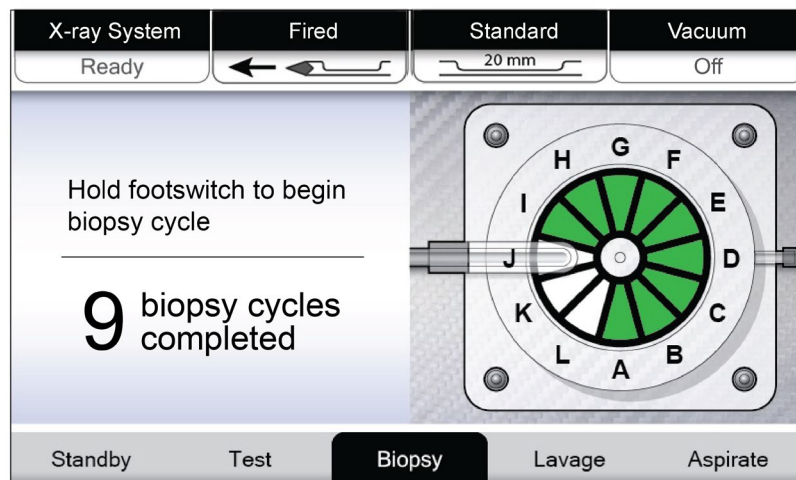 X-ray System
Fired
Standard
Vacuum
Ready
20 mm
Off
Hold footswitch to begin
biopsy cycle
9 biopsy cycles
completed
G
H F
I E
J D
K C
L B
A
Standby Test Biopsy Lavage Aspirate